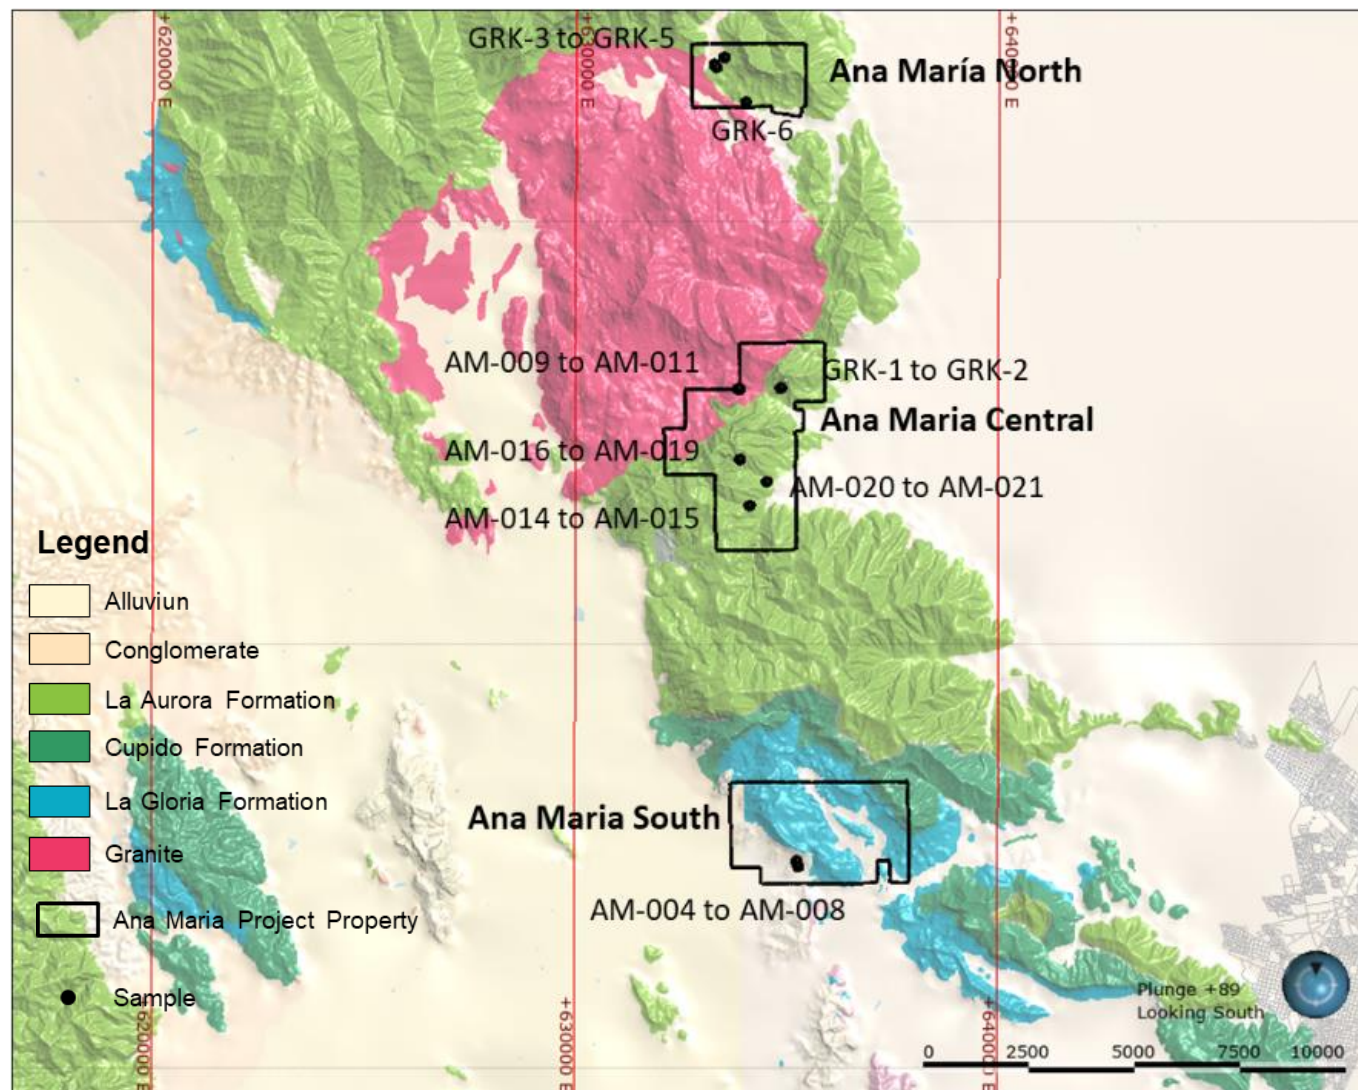 +620000 E
+630000 E
+640000 E
GRK-3 to GRK-5
Ana María North
GRK-6
AM-009 to AM-011
GRK-1 to GRK-2
Ana Maria Central
AM-016 to AM-019
AM-020 to AM-021
AM-014 to AM-015
Legend
Alluviun
Conglomerate
La Aurora Formation
Cupido Formation
La Gloria Formation
Granite
Ana Maria Project Property
Sample
Ana Maria South
AM-004 to AM-008
Plunge +89
Looking South
+620000 E
+630000 E
+640000 E
0 2500 5000 7500 10000